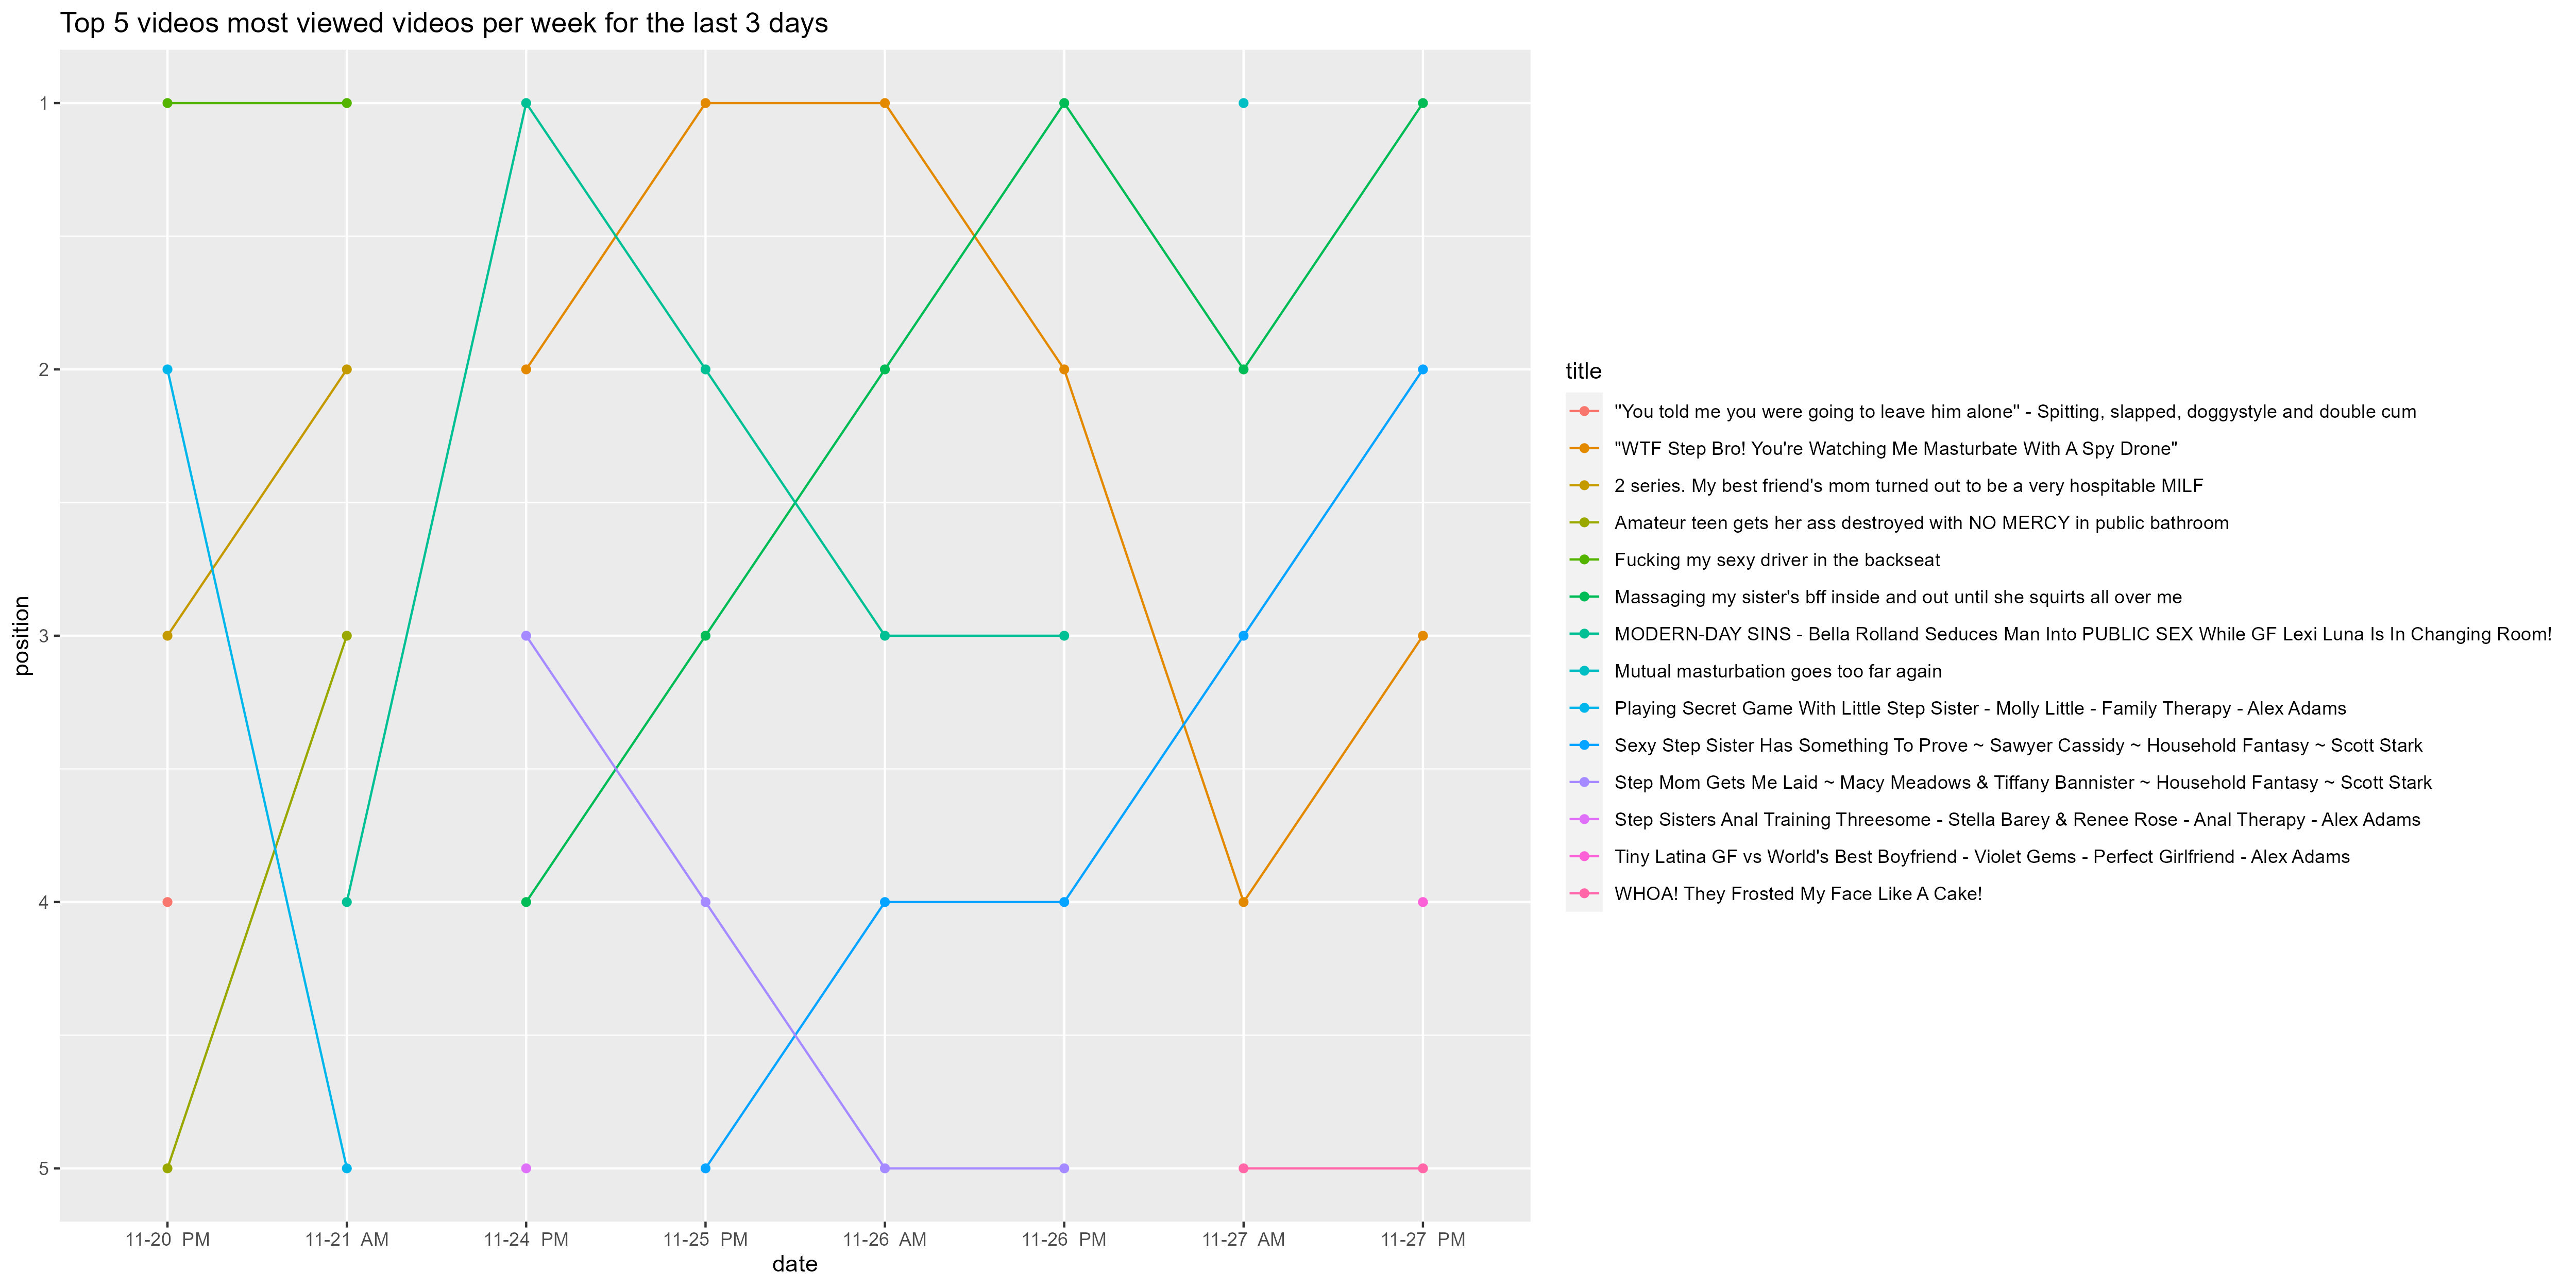 Top 5 videos most viewed videos per week for the last 3 days
position
1
2
3
4
5
11-20 PM
11-21 AM
11-24 PM
11-25 PM
11-26 AM
11-26 PM
11-27 AM
11-27 PM
date
title
"You told me you were going to leave him alone" - Spitting, slapped, doggystyle and double cum
"WTF Step Bro! You're Watching Me Masturbate With A Spy Drone"
2 series. My best friend's mom turned out to be a very hospitable MILF
Amateur teen gets her ass destroyed with NO MERCY in public bathroom
Fucking my sexy driver in the backseat
Massaging my sister's bff inside and out until she squirts all over me
MODERN-DAY SINS - Bella Rolland Seduces Man Into PUBLIC SEX While GF Lexi Luna Is In Changing Room!
Mutual masturbation goes too far again
Playing Secret Game With Little Step Sister - Molly Little - Family Therapy - Alex Adams
Sexy Step Sister Has Something To Prove ~ Sawyer Cassidy ~ Household Fantasy ~ Scott Stark
Step Mom Gets Me Laid ~ Macy Meadows & Tiffany Bannister ~ Household Fantasy ~ Scott Stark
Step Sisters Anal Training Threesome - Stella Barey & Renee Rose - Anal Therapy - Alex Adams
Tiny Latina GF vs World's Best Boyfriend - Violet Gems - Perfect Girlfriend - Alex Adams
WHOA! They Frosted My Face Like A Cake!